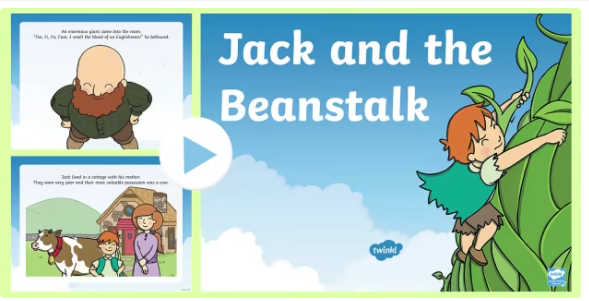 An enormous giant came into the room.
"Fee, Fi, Fo, Fum, I smell the blood of an Englishman!" he bellowed.
Jack and the
Beanstalk
Jack lived in a cottage with his mother.
They were very poor and their most valuable possession was a cow.
twinkl
twinkl